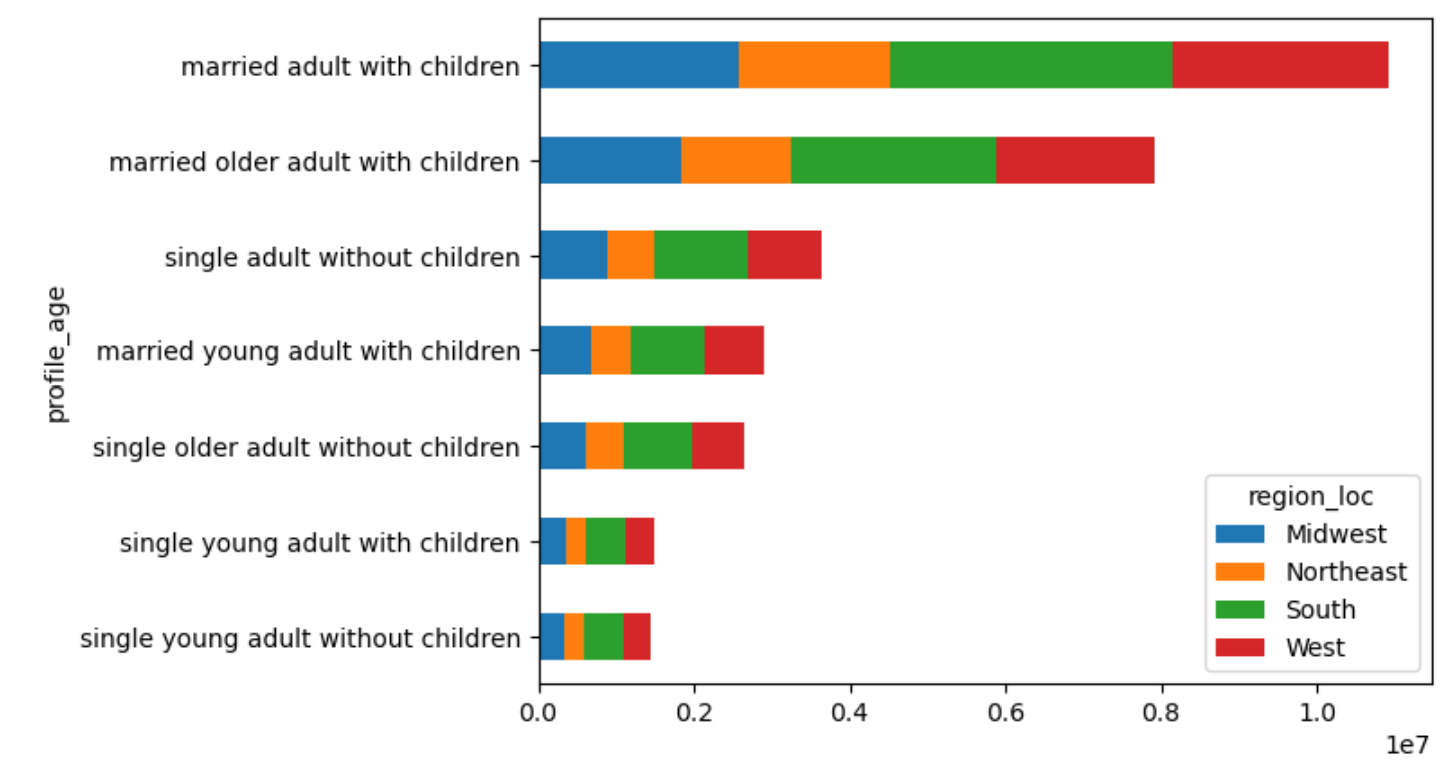 married adult with children
married older adult with children
single adult without children
married young adult with children
single older adult without children
single young adult with children
single young adult without children
profile_age
region_loc
Midwest
Northeast
South
West
0.0 0.2 0.4 0.6 0.8 1.0
1e7